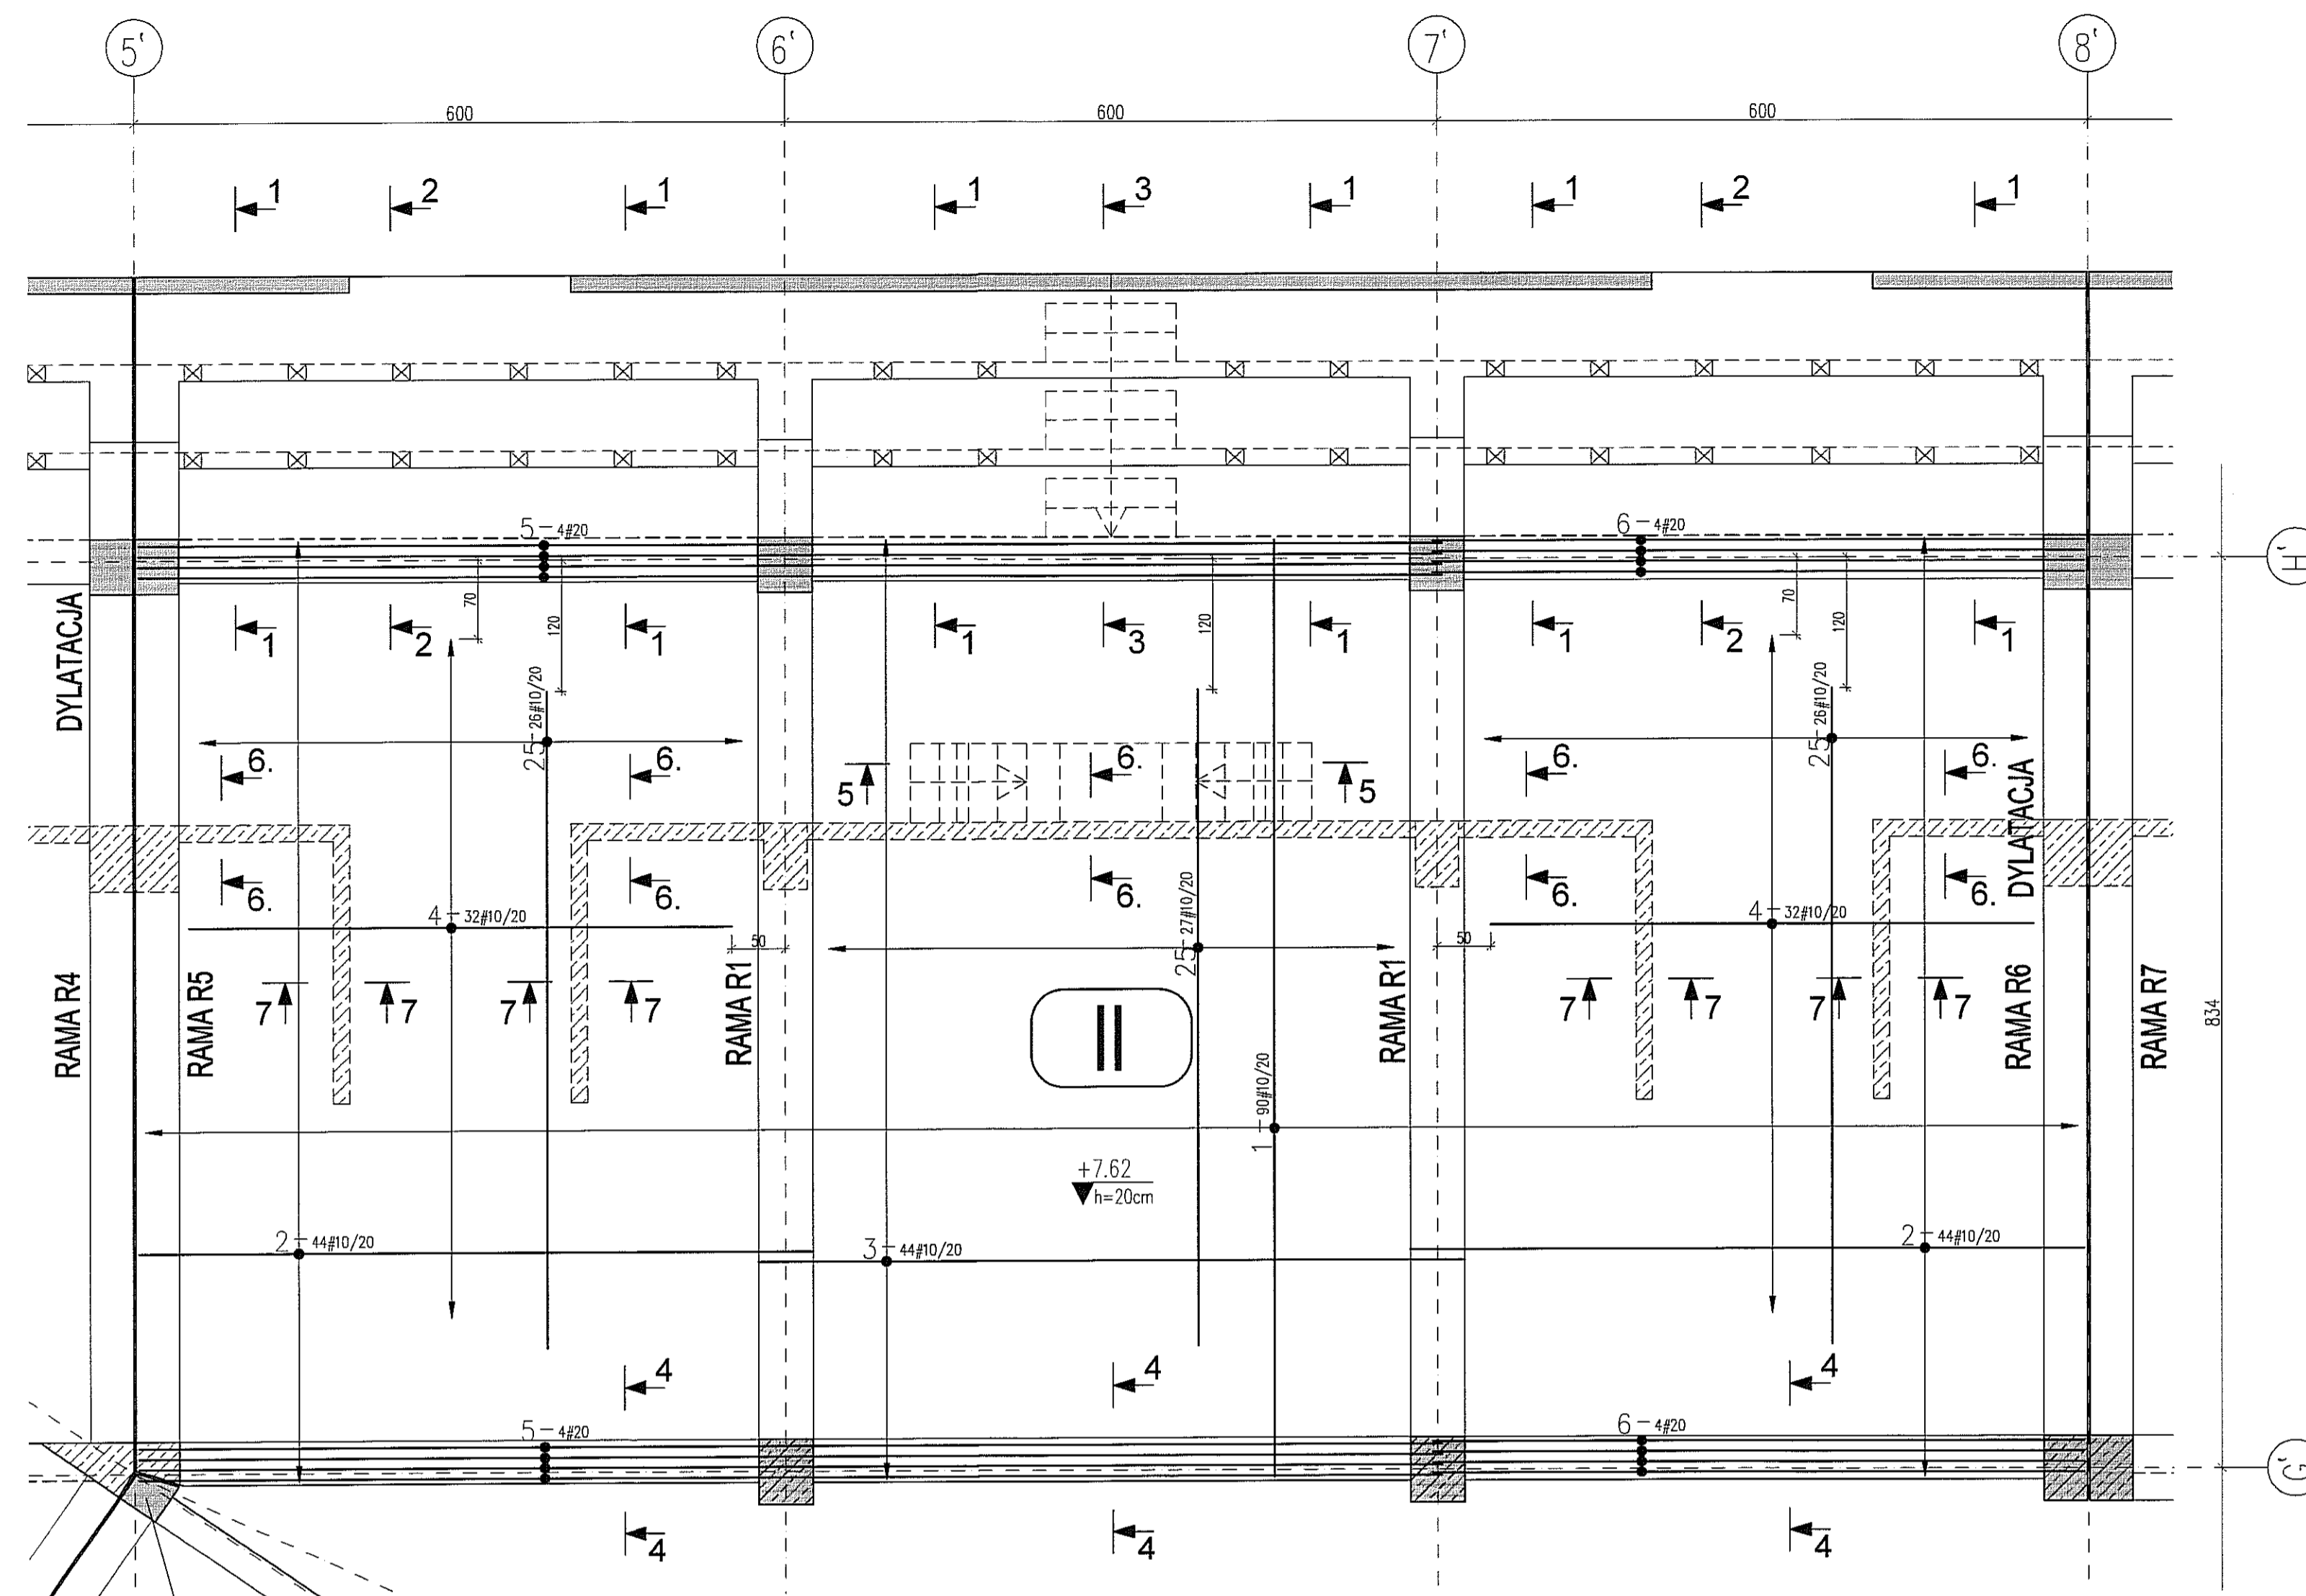 5' 6' 7' 8'
600 600 600
1 2 1 1 3 1 1 2 1
5-4#20 6-4#20
H'
70 120 120 70 120
1 2 1 1 3 1 1 2 1
DYLATACJA
25-26#10/20 25-26#10/20
6. 6. 6. 6. 6.
5 5
DYLATACJA
6. 6. 6. 6. 6.
4-32#10/20 25-27#10/20 4-32#10/20
50 50
RAMA R4 RAMA R5 RAMA R1 RAMA R1 RAMA R6 RAMA R7
7 7 7 7 7 7 7 7
834
II
1-90#10/20
+7.62
h=20cm
2-44#10/20 3-44#10/20 2-44#10/20
4 4 4
5-4#20 6-4#20
G'
4 4 4